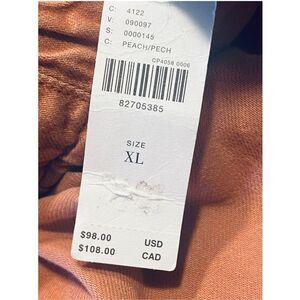 C: 4122
V: 090097
S: 0000145
C: PEACH/PECH
CP4058 0006
82705385
SIZE
XL
$98.00 USD
$108.00 CAD